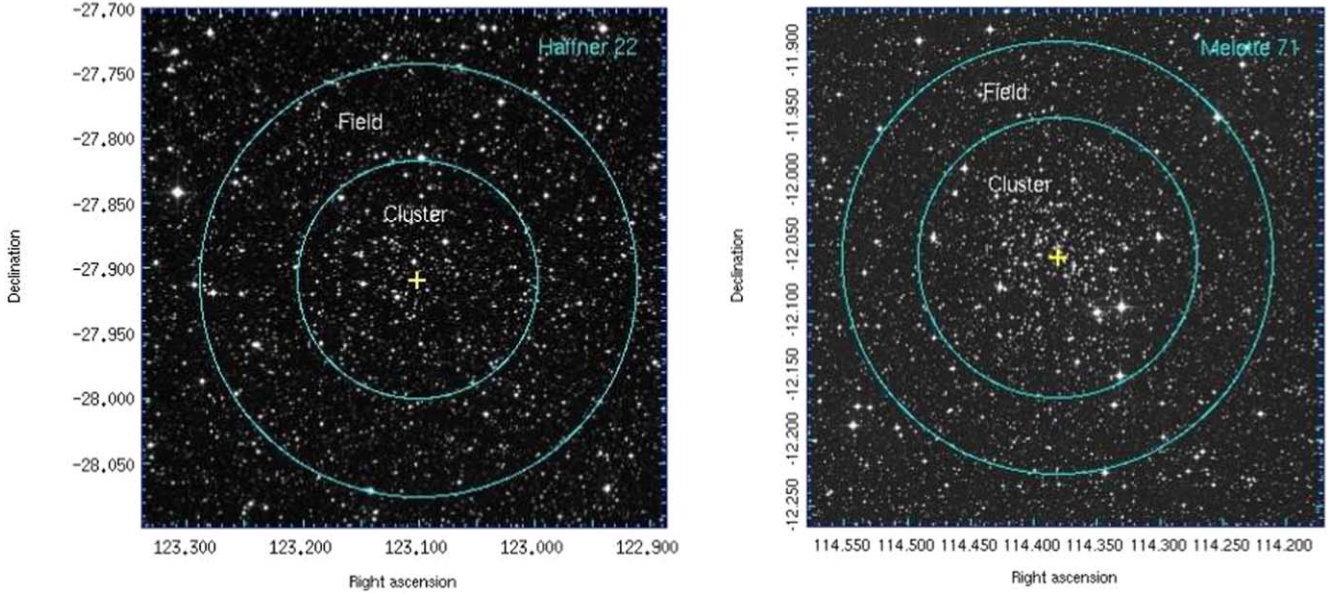 -27.700
Haffner 22
-27.750
Field
-27.800
-27.850
Cluster
-27.900
-27.950
-28.000
-28.050
Declination
123.300 123.200 123.100 123.000 122.900
Right ascension
Melotte 71
-11.900
Field
-11.950
Cluster
-12.000
-12.050
-12.100
-12.150
-12.200
-12.250
Declination
114.550 114.500 114.450 114.400 114.350 114.300 114.250 114.200
Right ascension